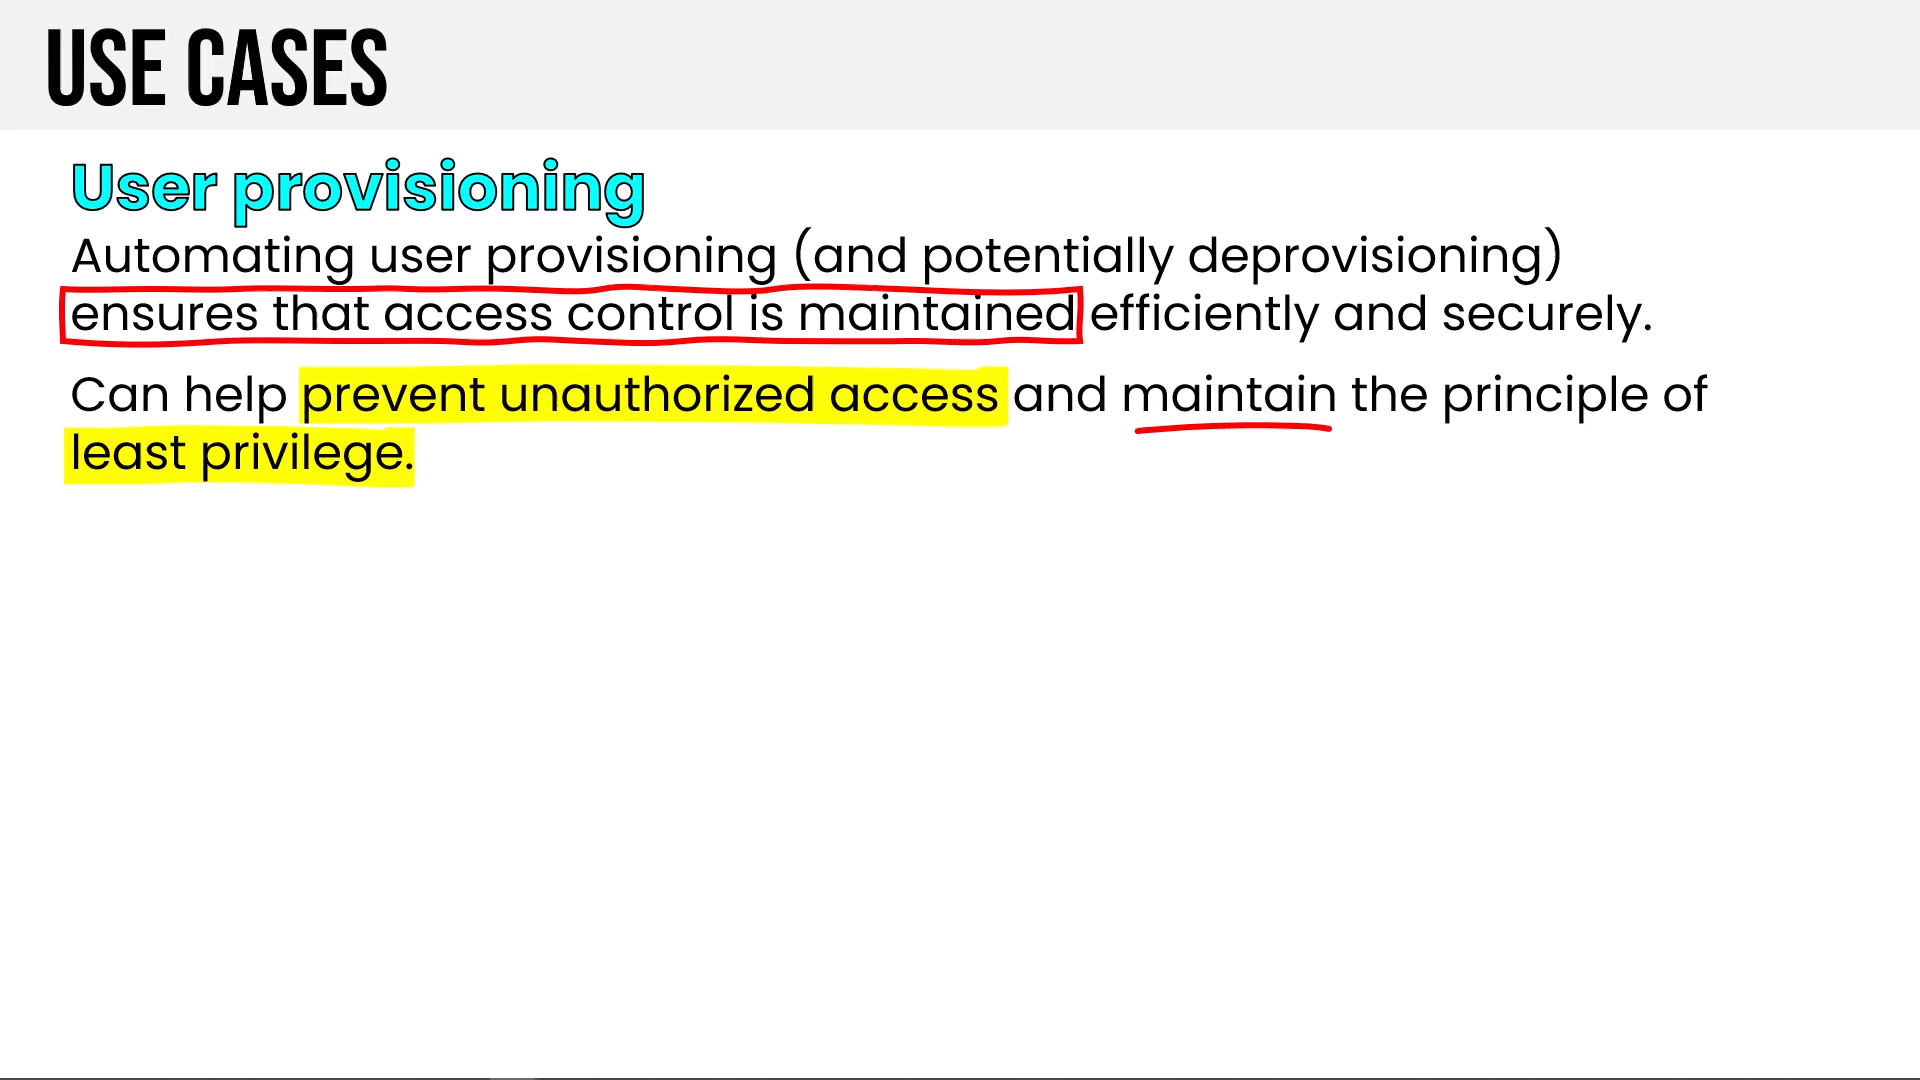 USE CASES
User provisioning
Automating user provisioning (and potentially deprovisioning)
ensures that access control is maintained efficiently and securely.
Can help prevent unauthorized access and maintain the principle of
least privilege.